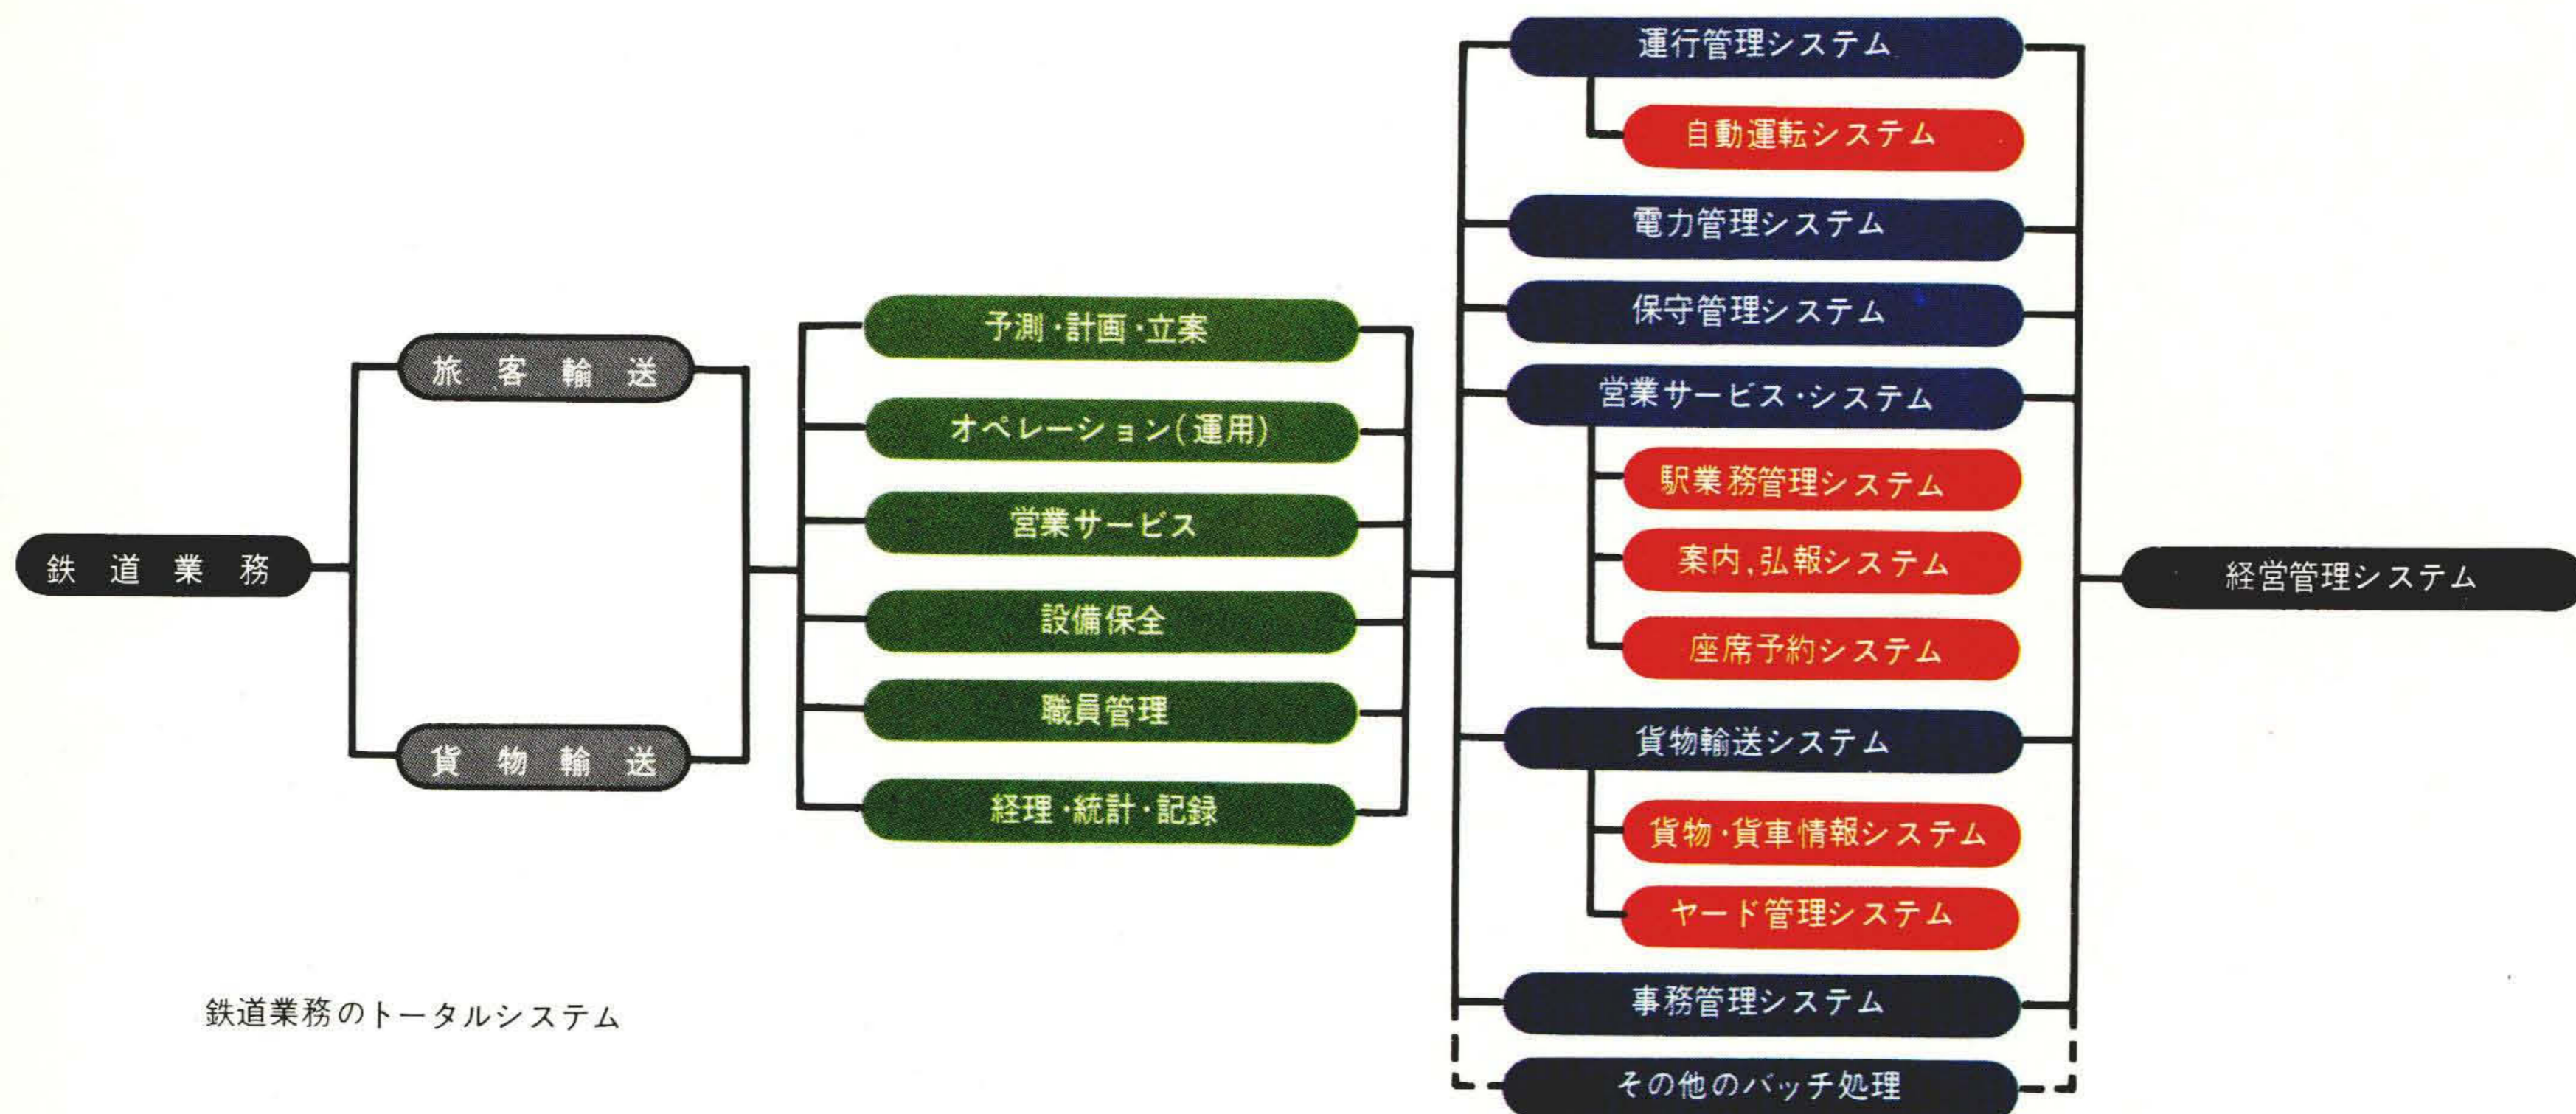 鉄道業務
旅客輸送
貨物輸送
予測・計画・立案
オペレーション(運用)
営業サービス
設備保全
職員管理
経理・統計・記録
運行管理システム
自動運転システム
電力管理システム
保守管理システム
営業サービス・システム
駅業務管理システム
案内,弘報システム
座席予約システム
貨物輸送システム
貨物・貨車情報システム
ヤード管理システム
事務管理システム
その他のバッチ処理
経営管理システム
鉄道業務のトータルシステム